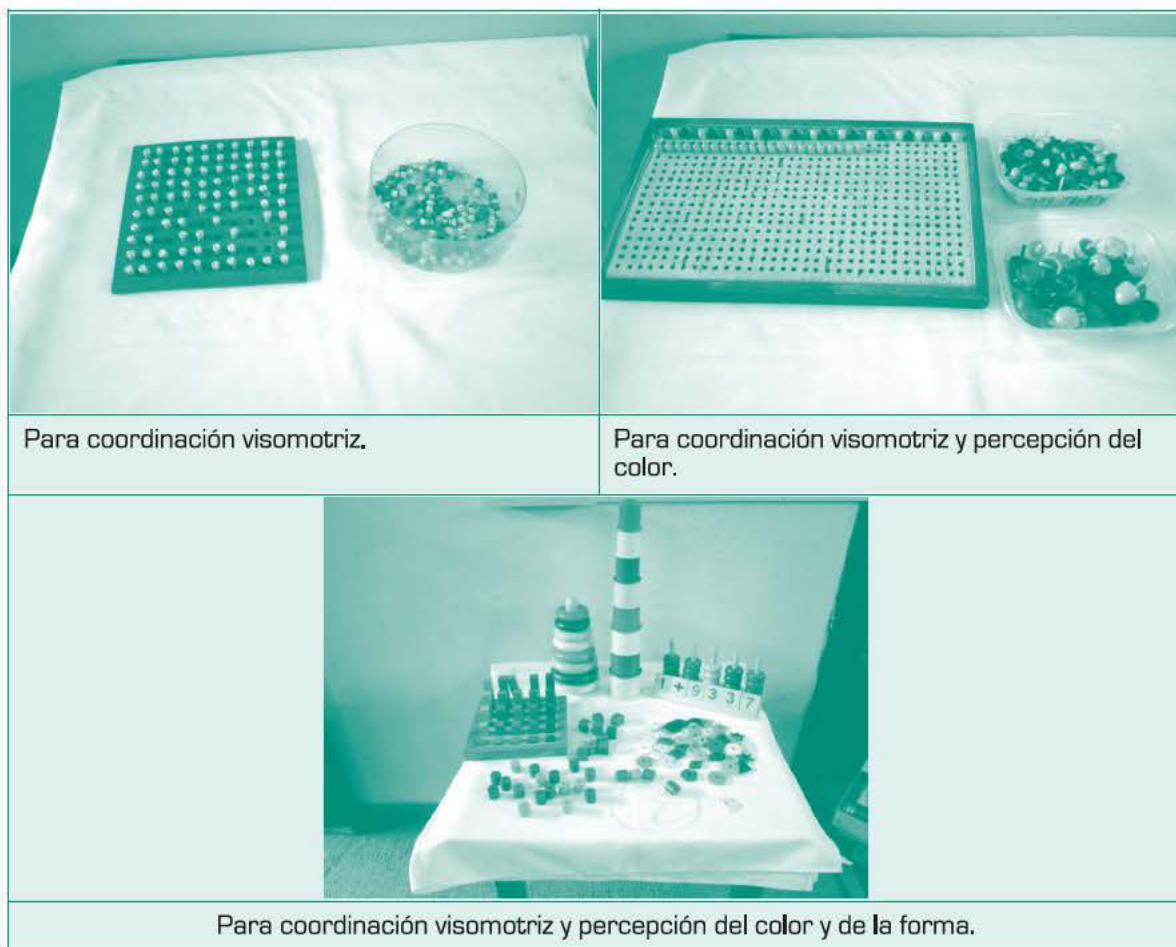 Para coordinación visomotriz.
Para coordinación visomotriz y percepción del
color.
1 + 9 3 3 7
Para coordinación visomotriz y percepción del color y de la forma.